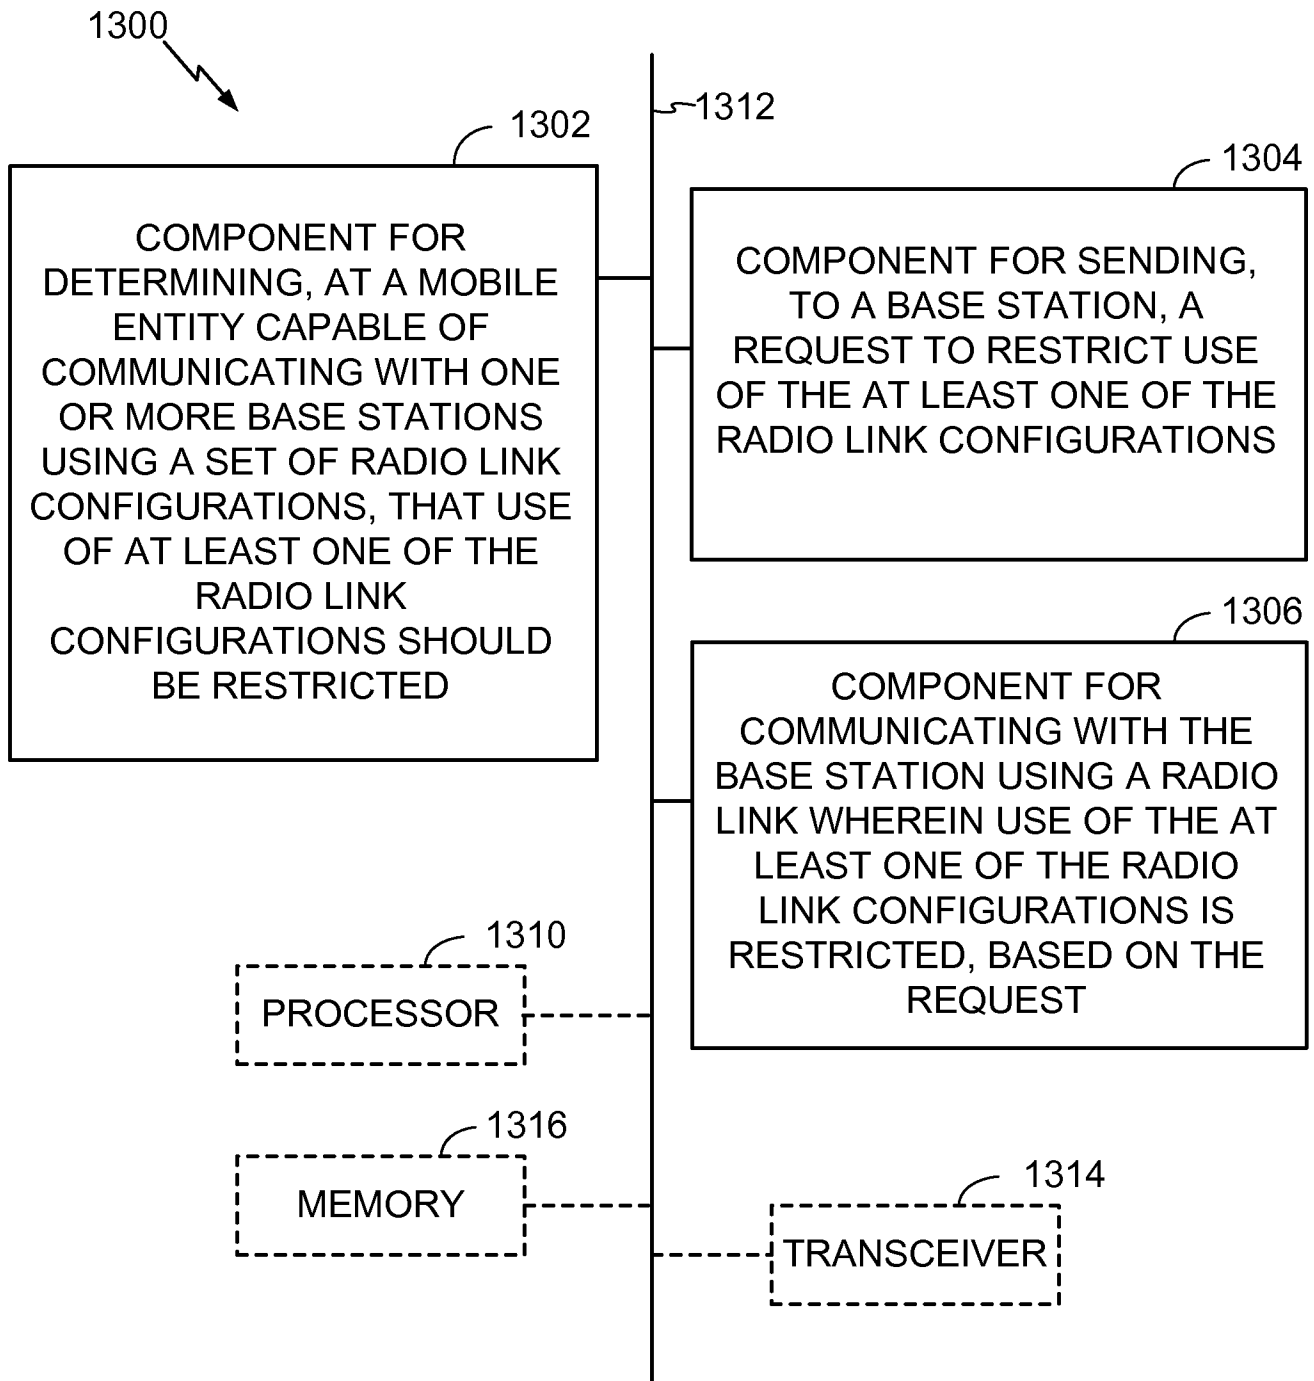 1300
1312
1302
COMPONENT FOR
DETERMINING, AT A MOBILE
ENTITY CAPABLE OF
COMMUNICATING WITH ONE
OR MORE BASE STATIONS
USING A SET OF RADIO LINK
CONFIGURATIONS, THAT USE
OF AT LEAST ONE OF THE
RADIO LINK
CONFIGURATIONS SHOULD
BE RESTRICTED
1304
COMPONENT FOR SENDING,
TO A BASE STATION, A
REQUEST TO RESTRICT USE
OF THE AT LEAST ONE OF THE
RADIO LINK CONFIGURATIONS
1306
COMPONENT FOR
COMMUNICATING WITH THE
BASE STATION USING A RADIO
LINK WHEREIN USE OF THE AT
LEAST ONE OF THE RADIO
LINK CONFIGURATIONS IS
RESTRICTED, BASED ON THE
REQUEST
1310
PROCESSOR
1316
MEMORY
1314
TRANSCEIVER